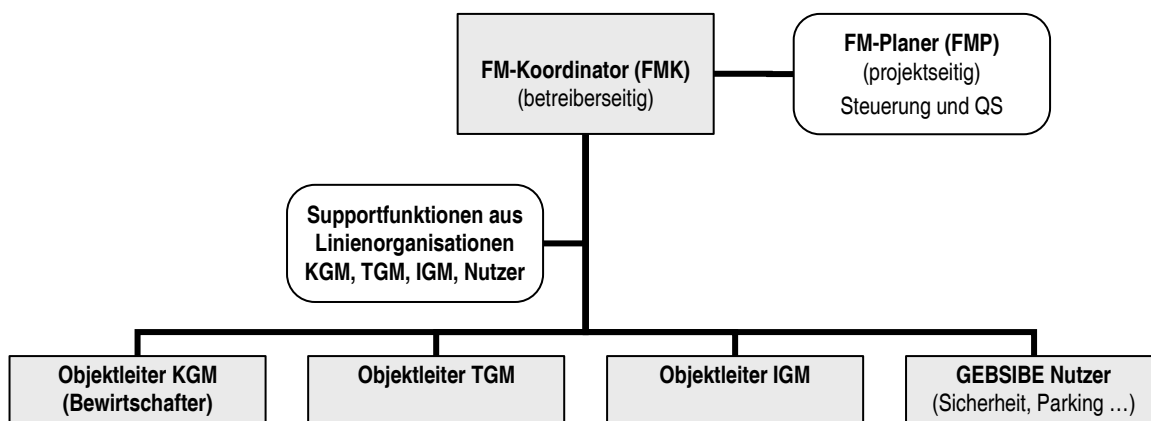 FM-Koordinator (FMK)
(betreiberseitig)
FM-Planer (FMP)
(projektseitig)
Steuerung und QS
Supportfunktionen aus
Linienorganisationen
KGM, TGM, IGM, Nutzer
Objektleiter KGM
(Bewirtschafter)
Objektleiter TGM
Objektleiter IGM
GEBSIBE Nutzer
(Sicherheit, Parking …)